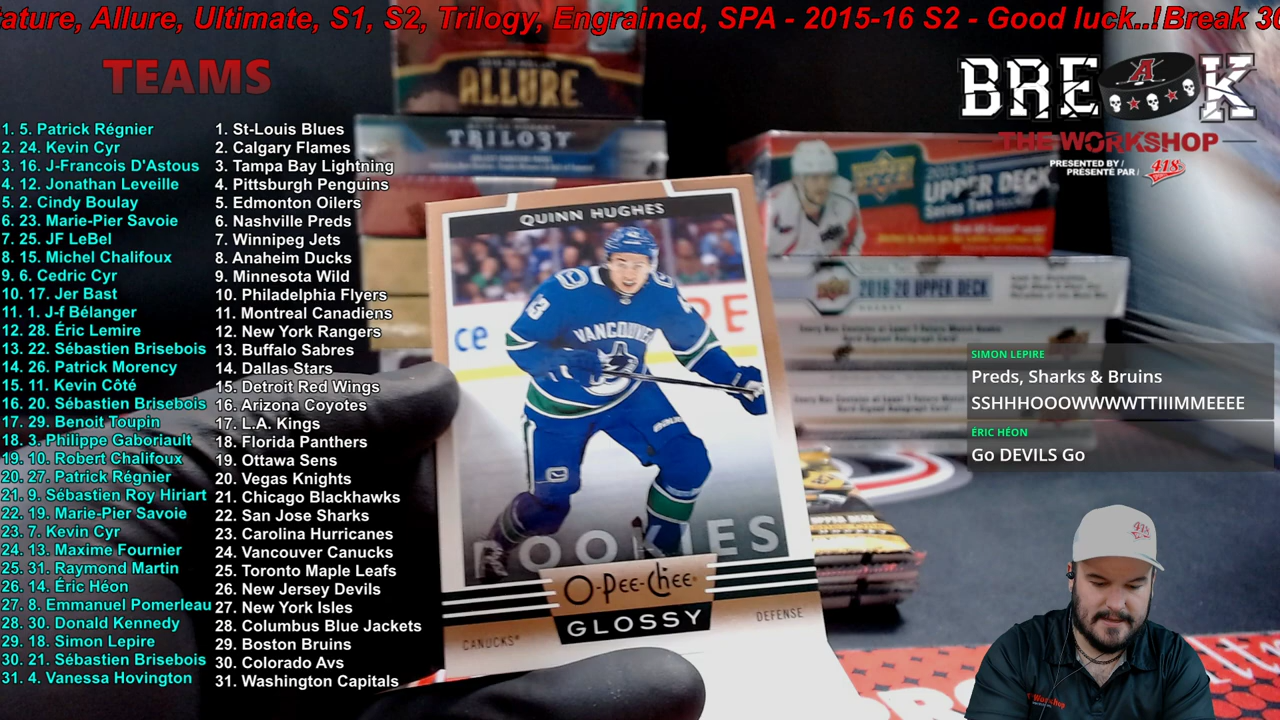 ature, Allure, Ultimate, S1, S2, Trilogy, Engrained, SPA - 2015-16 S2 - Good luck..! Break 30
TEAMS
1. 5. Patrick Régnier
2. 24. Kevin Cyr
3. 16. J-Francois D'Astous
4. 12. Jonathan Leveille
5. 2. Cindy Boulay
6. 23. Marie-Pier Savoie
7. 25. JF LeBel
8. 15. Michel Chalifoux
9. 6. Cedric Cyr
10. 17. Jer Bast
11. 1. J-f Bélanger
12. 28. Éric Lemire
13. 22. Sébastien Brisebois
14. 26. Patrick Morency
15. 11. Kevin Côté
16. 20. Sébastien Brisebois
17. 29. Benoit Toupin
18. 3. Philippe Gaboriault
19. 10. Robert Chalifoux
20. 27. Patrick Régnier
21. 9. Sébastien Roy Hiriart
22. 19. Marie-Pier Savoie
23. 7. Kevin Cyr
24. 13. Maxime Fournier
25. 31. Raymond Martin
26. 14. Éric Héon
27. 8. Emmanuel Pomerleau
28. 30. Donald Kennedy
29. 18. Simon Lepire
30. 21. Sébastien Brisebois
31. 4. Vanessa Hovington
1. St-Louis Blues
2. Calgary Flames
3. Tampa Bay Lightning
4. Pittsburgh Penguins
5. Edmonton Oilers
6. Nashville Preds
7. Winnipeg Jets
8. Anaheim Ducks
9. Minnesota Wild
10. Philadelphia Flyers
11. Montreal Canadiens
12. New York Rangers
13. Buffalo Sabres
14. Dallas Stars
15. Detroit Red Wings
16. Arizona Coyotes
17. L.A. Kings
18. Florida Panthers
19. Ottawa Sens
20. Vegas Knights
21. Chicago Blackhawks
22. San Jose Sharks
23. Carolina Hurricanes
24. Vancouver Canucks
25. Toronto Maple Leafs
26. New Jersey Devils
27. New York Isles
28. Columbus Blue Jackets
29. Boston Bruins
30. Colorado Avs
31. Washington Capitals
ALLURE
TRILOGY
QUINN HUGHES
VANCOUVER
ROOKIES
O-PEE-CHEE
GLOSSY
CANUCKS
DEFENSE
UPPER DECK
Series Two
2019-20 UPPER DECK
BREAK
THE WORKSHOP
PRESENTED BY /
PRÉSENTÉ PAR /
418
SIMON LEPIRE
Preds, Sharks & Bruins
SSHHHOOOWWWWTTIIIMMEEEE
ÉRIC HÉON
Go DEVILS Go